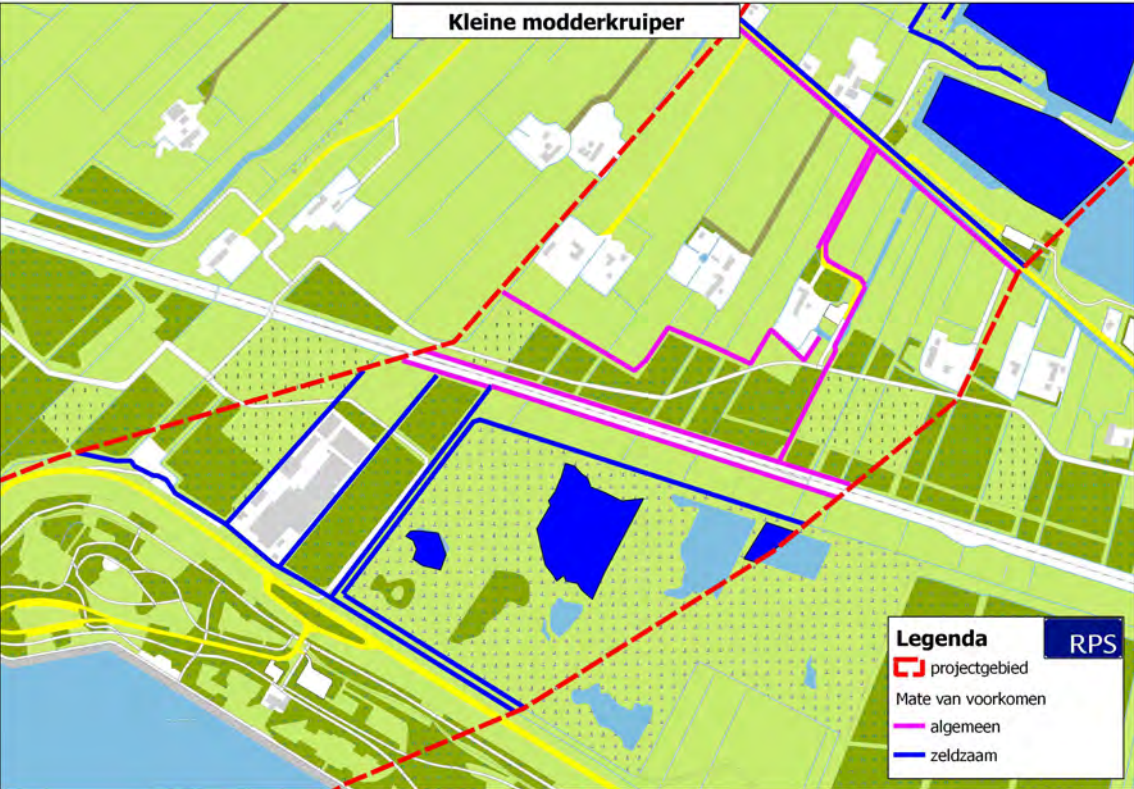 Kleine modderkruiper
Legenda
RPS
projectgebied
Mate van voorkomen
algemeen
zeldzaam